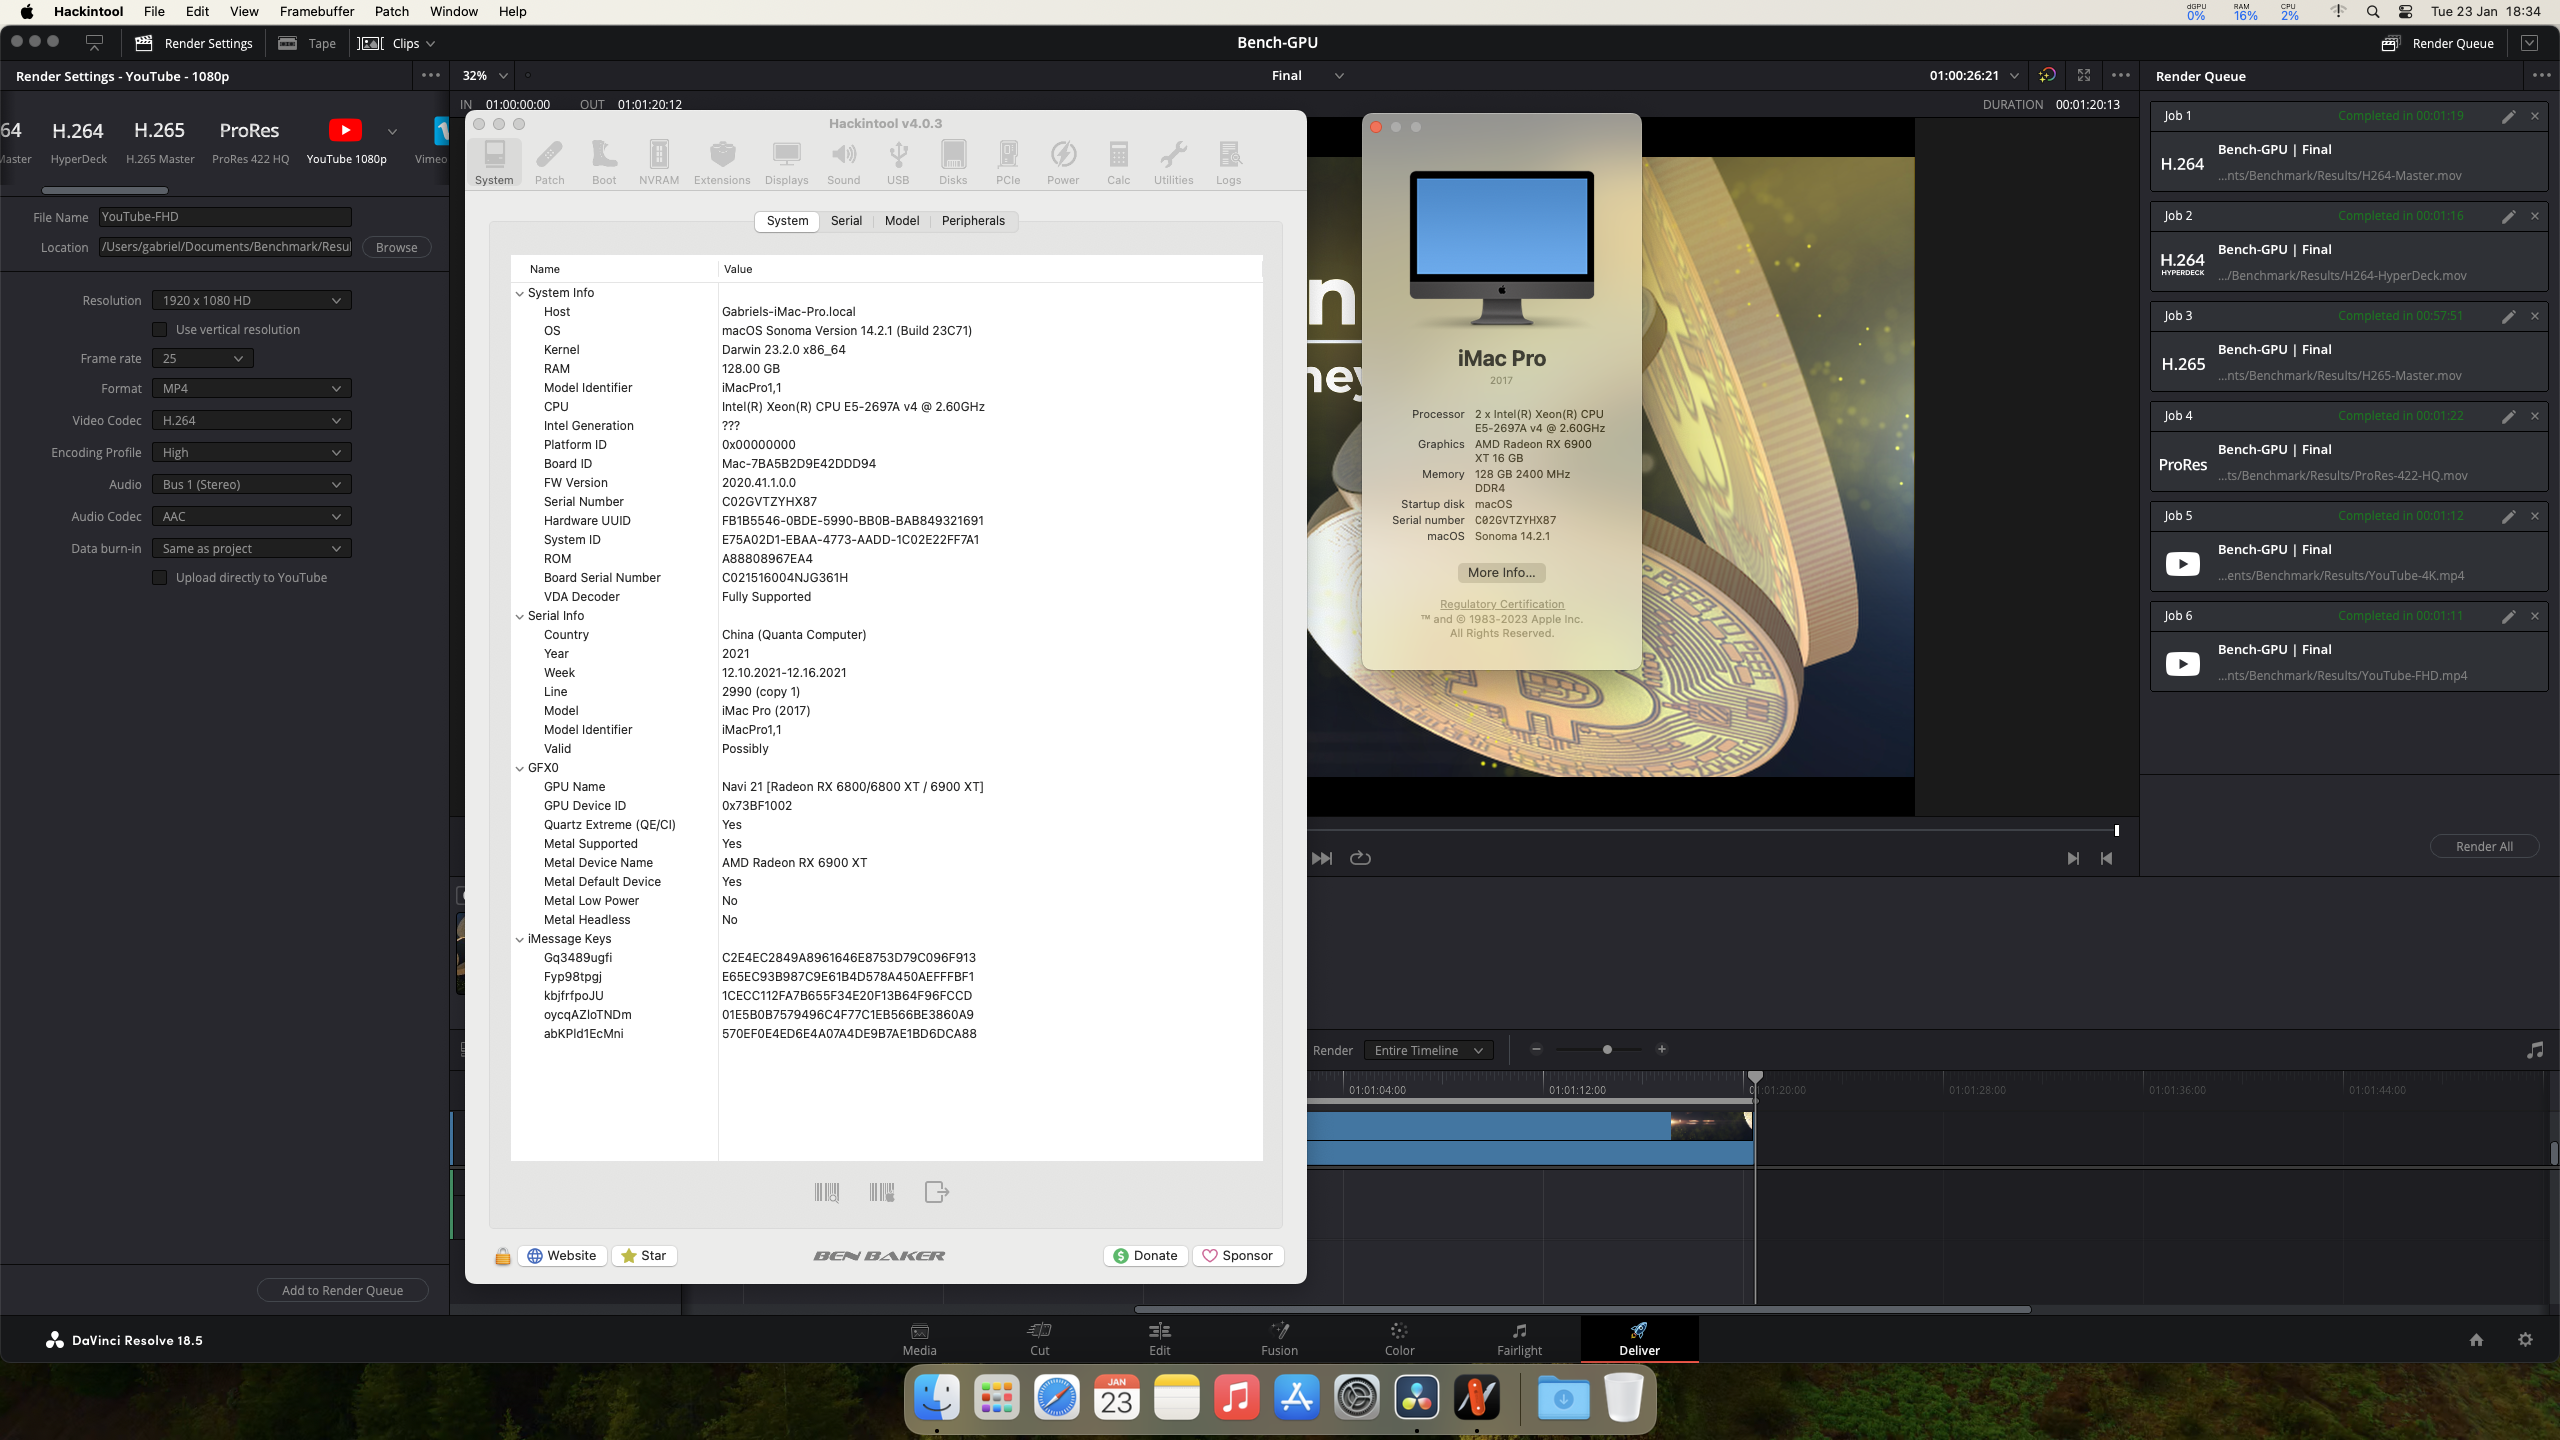 Hackintool File Edit View Framebuffer Patch Window Help
dGPU 0% RAM 16% CPU 2% Tue 23 Jan 18:34
Render Settings Tape Clips
Bench-GPU
Render Queue
Render Settings - YouTube - 1080p
32%
Final
01:00:26:21
Render Queue
IN 01:00:00:00 OUT 01:01:20:12
DURATION 00:01:20:13
64 H.264 H.265 ProRes
Master HyperDeck H.265 Master ProRes 422 HQ YouTube 1080p Vimeo
File Name YouTube-FHD
Location /Users/gabriel/Documents/Benchmark/Resul Browse
Resolution 1920 x 1080 HD
Use vertical resolution
Frame rate 25
Format MP4
Video Codec H.264
Encoding Profile High
Audio Bus 1 (Stereo)
Audio Codec AAC
Data burn-in Same as project
Upload directly to YouTube
Add to Render Queue
Hackintool v4.0.3
System Patch Boot NVRAM Extensions Displays Sound USB Disks PCIe Power Calc Utilities Logs
System Serial Model Peripherals
Name Value
System Info
Host Gabriels-iMac-Pro.local
OS macOS Sonoma Version 14.2.1 (Build 23C71)
Kernel Darwin 23.2.0 x86_64
RAM 128.00 GB
Model Identifier iMacPro1,1
CPU Intel(R) Xeon(R) CPU E5-2697A v4 @ 2.60GHz
Intel Generation ???
Platform ID 0x00000000
Board ID Mac-7BA5B2D9E42DDD94
FW Version 2020.41.1.0.0
Serial Number C02GVTZYHX87
Hardware UUID FB1B5546-0BDE-5990-BB0B-BAB849321691
System ID E75A02D1-EBAA-4773-AADD-1C02E22FF7A1
ROM A88808967EA4
Board Serial Number C021516004NJG361H
VDA Decoder Fully Supported
Serial Info
Country China (Quanta Computer)
Year 2021
Week 12.10.2021-12.16.2021
Line 2990 (copy 1)
Model iMac Pro (2017)
Model Identifier iMacPro1,1
Valid Possibly
GFX0
GPU Name Navi 21 [Radeon RX 6800/6800 XT / 6900 XT]
GPU Device ID 0x73BF1002
Quartz Extreme (QE/CI) Yes
Metal Supported Yes
Metal Device Name AMD Radeon RX 6900 XT
Metal Default Device Yes
Metal Low Power No
Metal Headless No
iMessage Keys
Gq3489ugfi C2E4EC2849A8961646E8753D79C096F913
Fyp98tpgj E65EC93B987C9E61B4D578A450AEFFFBF1
kbjfrfpoJU 1CECC112FA7B655F34E20F13B64F96FCCD
oycqAZloTNDm 01E5B0B7579496C4F77C1EB566BE3860A9
abKPld1EcMni 570EF0E4ED6E4A07A4DE9B7AE1BD6DCA88
Website Star BEN BAKER Donate Sponsor
n
ney
iMac Pro
2017
Processor 2 x Intel(R) Xeon(R) CPU
E5-2697A v4 @ 2.60GHz
Graphics AMD Radeon RX 6900
XT 16 GB
Memory 128 GB 2400 MHz
DDR4
Startup disk macOS
Serial number C02GVTZYHX87
macOS Sonoma 14.2.1
More Info...
Regulatory Certification
™ and © 1983-2023 Apple Inc.
All Rights Reserved.
Job 1 Completed in 00:01:19
H.264 Bench-GPU | Final
...nts/Benchmark/Results/H264-Master.mov
Job 2 Completed in 00:01:16
H.264 HYPERDECK Bench-GPU | Final
.../Benchmark/Results/H264-HyperDeck.mov
Job 3 Completed in 00:57:51
H.265 Bench-GPU | Final
...nts/Benchmark/Results/H265-Master.mov
Job 4 Completed in 00:01:22
ProRes Bench-GPU | Final
...ts/Benchmark/Results/ProRes-422-HQ.mov
Job 5 Completed in 00:01:12
Bench-GPU | Final
...ents/Benchmark/Results/YouTube-4K.mp4
Job 6 Completed in 00:01:11
Bench-GPU | Final
...nts/Benchmark/Results/YouTube-FHD.mp4
Render All
Render Entire Timeline
01:01:04:00 01:01:12:00 01:01:20:00 01:01:28:00 01:01:36:00 01:01:44:00
DaVinci Resolve 18.5
Media Cut Edit Fusion Color Fairlight Deliver
JAN
23